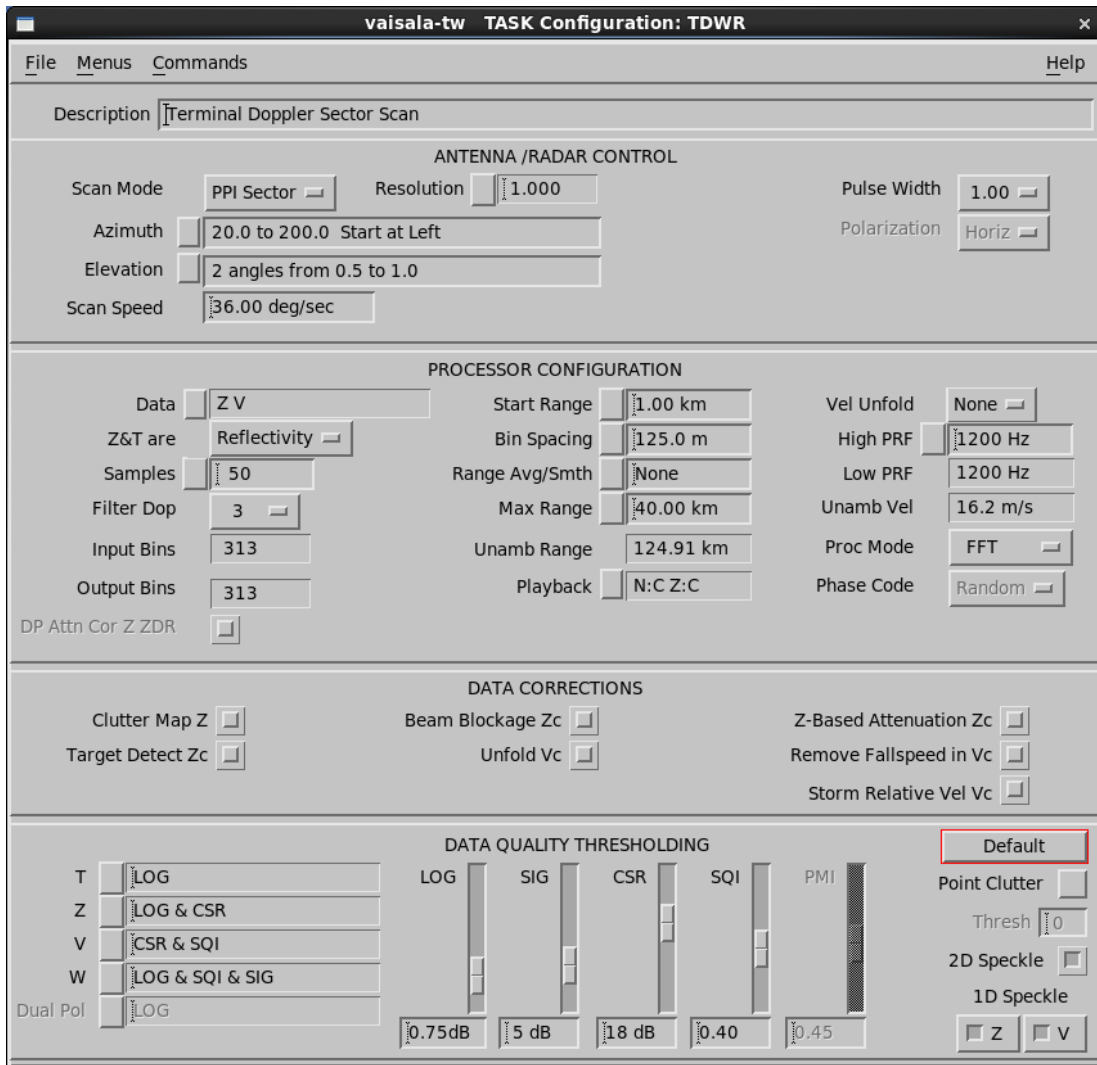 vaisala-tw TASK Configuration: TDWR
File Menus Commands Help
Description Terminal Doppler Sector Scan
ANTENNA /RADAR CONTROL
Scan Mode PPI Sector Resolution 1.000 Pulse Width 1.00
Azimuth 20.0 to 200.0 Start at Left Polarization Horiz
Elevation 2 angles from 0.5 to 1.0
Scan Speed 36.00 deg/sec
PROCESSOR CONFIGURATION
Data Z V Start Range 1.00 km Vel Unfold None
Z&T are Reflectivity Bin Spacing 125.0 m High PRF 1200 Hz
Samples 50 Range Avg/Smth None Low PRF 1200 Hz
Filter Dop 3 Max Range 40.00 km Unamb Vel 16.2 m/s
Input Bins 313 Unamb Range 124.91 km Proc Mode FFT
Output Bins 313 Playback N:C Z:C Phase Code Random
DP Attn Cor Z ZDR
DATA CORRECTIONS
Clutter Map Z Beam Blockage Zc Z-Based Attenuation Zc
Target Detect Zc Unfold Vc Remove Fallspeed in Vc
Storm Relative Vel Vc
DATA QUALITY THRESHOLDING Default
T LOG LOG SIG CSR SQI PMI Point Clutter
Z LOG & CSR Thresh 0
V CSR & SQI 2D Speckle
W LOG & SQI & SIG 1D Speckle
Dual Pol LOG
0.75dB 5 dB 18 dB 0.40 0.45 Z V